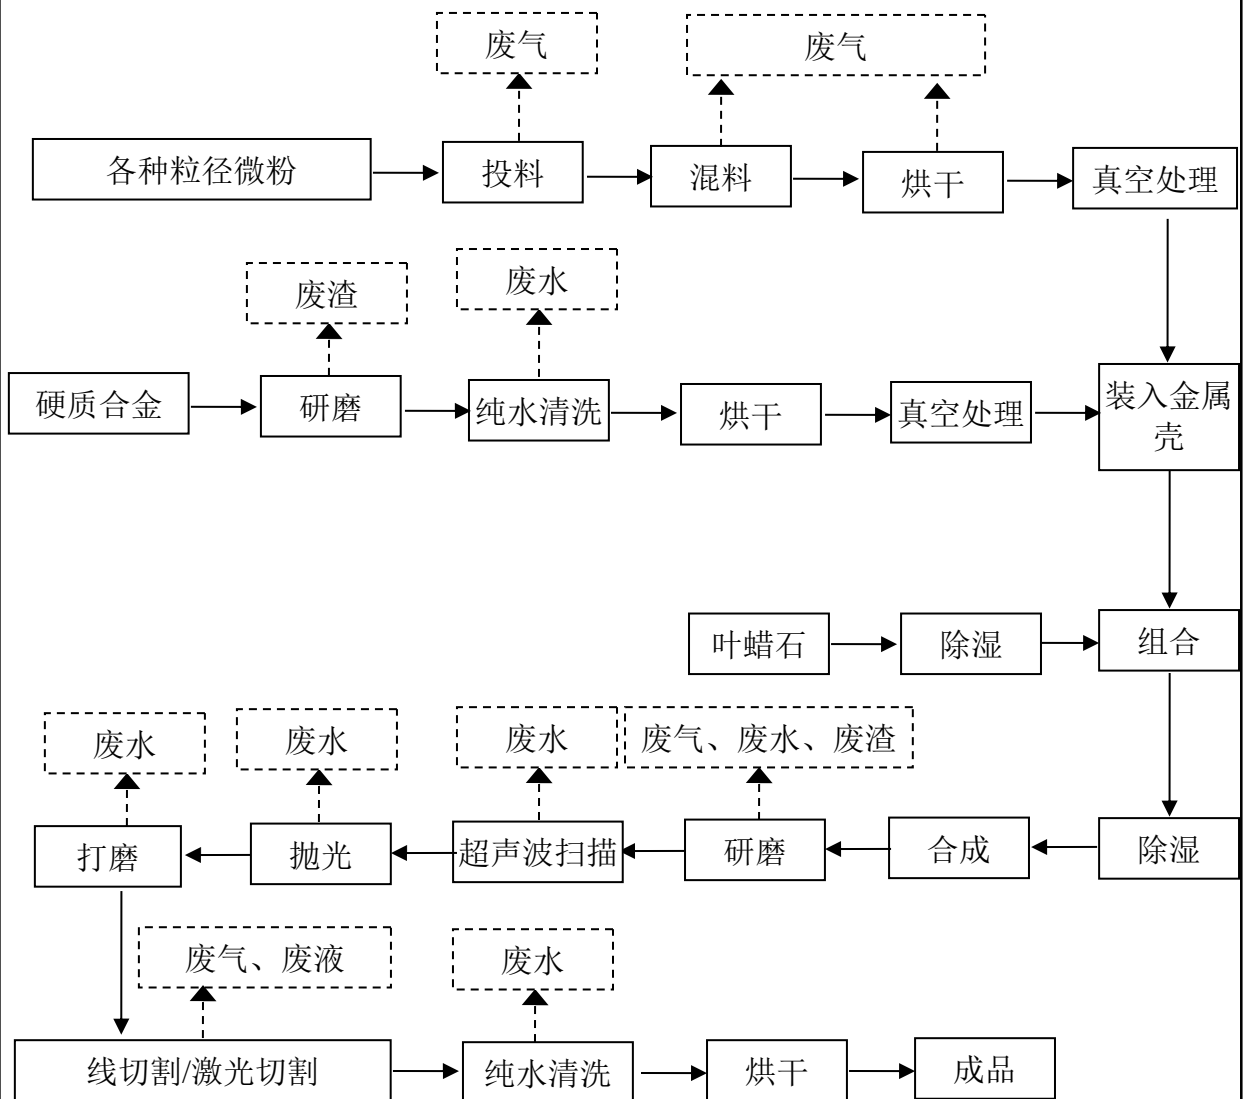 废气
废气
各种粒径微粉
投料
混料
烘干
真空处理
废渣
废水
硬质合金
研磨
纯水清洗
烘干
真空处理
装入金属
壳
叶蜡石
除湿
组合
废水
废水
废水
废气、废水、废渣
打磨
抛光
超声波扫描
研磨
合成
除湿
废气、废液
废水
线切割/激光切割
纯水清洗
烘干
成品